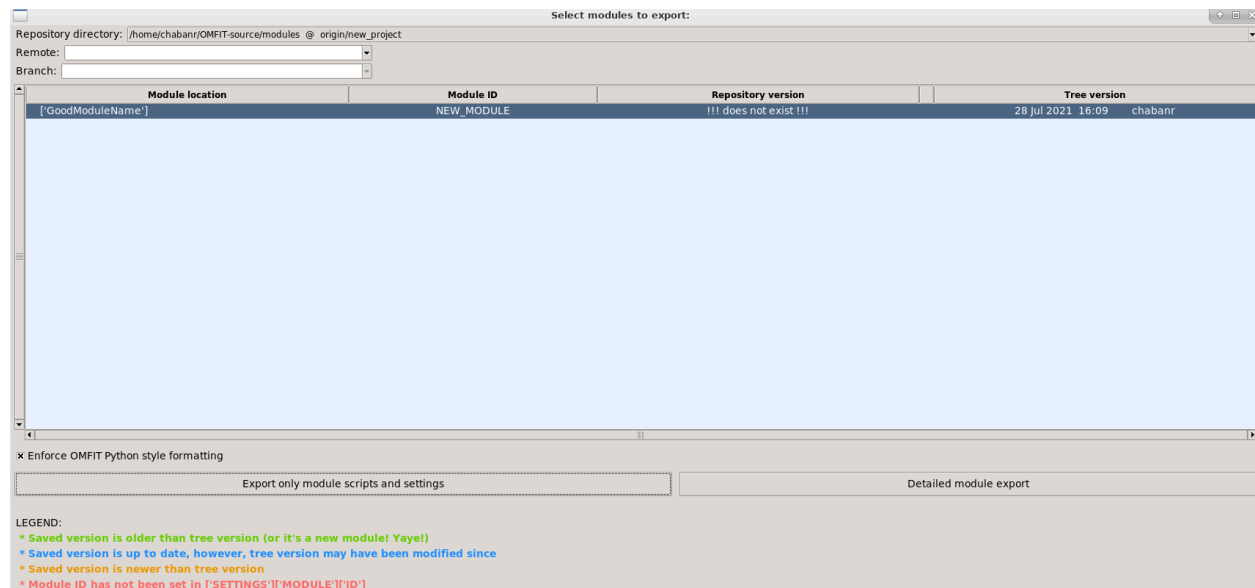 Select modules to export:
Repository directory: /home/chabanr/OMFIT-source/modules @ origin/new_project
Remote:
Branch:
Module location Module ID Repository version Tree version
['GoodModuleName'] NEW_MODULE !!! does not exist !!! 28 Jul 2021 16:09 chabanr
Enforce OMFIT Python style formatting
Export only module scripts and settings Detailed module export
LEGEND:
* Saved version is older than tree version (or it's a new module! Yaye!)
* Saved version is up to date, however, tree version may have been modified since
* Saved version is newer than tree version
* Module ID has not been set in ['SETTINGS']['MODULE']['ID']